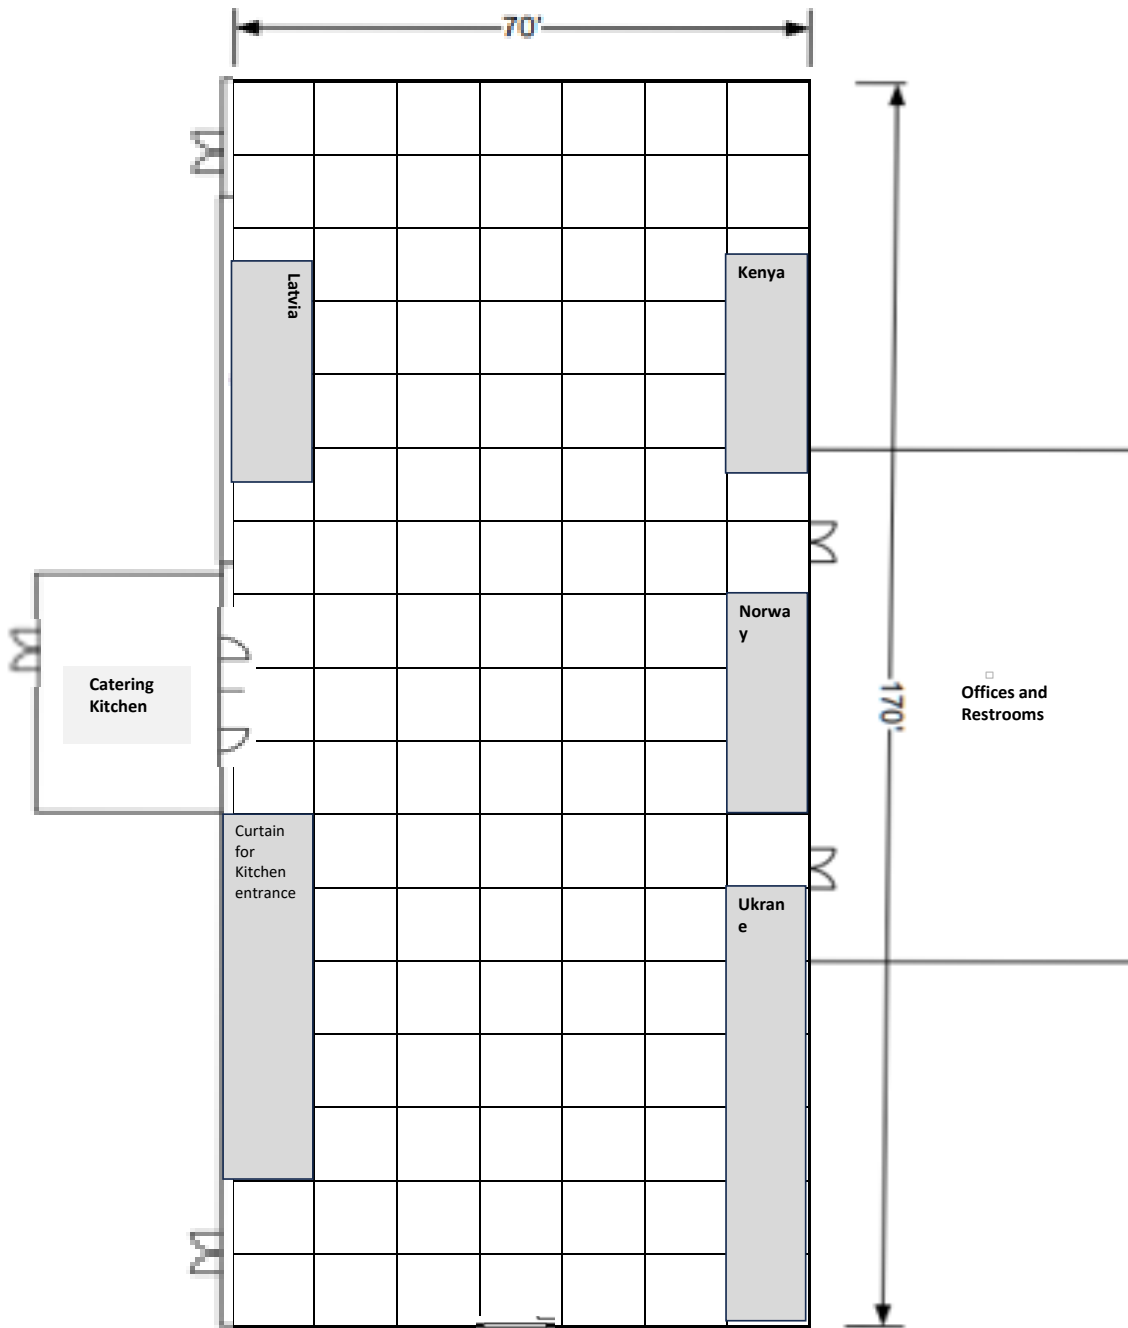 70'
Latvia
Kenya
Norwa
y
170'
Catering
Kitchen
Offices and
Restrooms
Curtain
for
Kitchen
entrance
Ukran
e